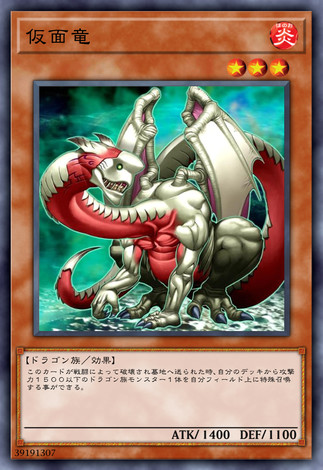 仮面竜
炎
【ドラゴン族/効果】
このカードが戦闘によって破壊され墓地へ送られた時、自分のデッキから攻撃
力1500以下のドラゴン族モンスター1体を自分フィールド上に特殊召喚
する事ができる。
ATK/ 1400 DEF/1100
39191307